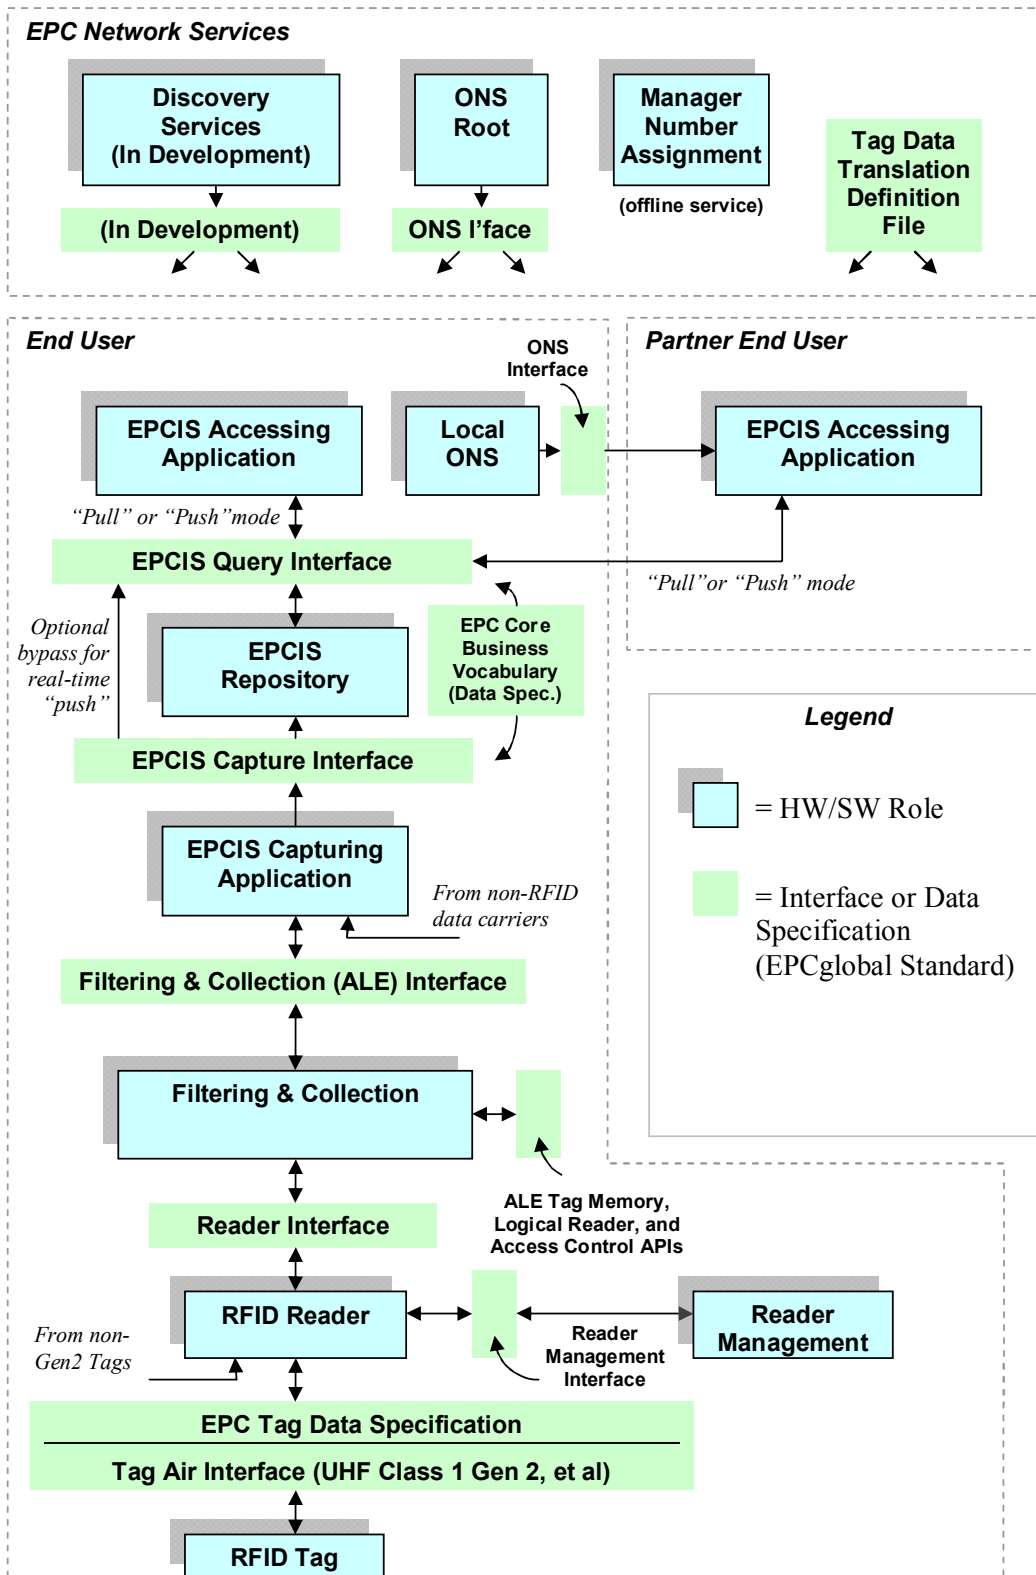 EPC Network Services
Discovery
Services
(In Development)
ONS
Root
Manager
Number
Assignment
(offline service)
Tag Data
Translation
Definition
File
(In Development)
ONS I’face
End User
Partner End User
ONS
Interface
EPCIS Accessing
Application
Local
ONS
EPCIS Accessing
Application
“Pull” or “Push”mode
EPCIS Query Interface
“Pull”or “Push” mode
Optional
bypass for
real-time
“push”
EPCIS
Repository
EPC Core
Business
Vocabulary
(Data Spec.)
EPCIS Capture Interface
Legend
= HW/SW Role
= Interface or Data
Specification
(EPCglobal Standard)
EPCIS Capturing
Application
From non-RFID
data carriers
Filtering & Collection (ALE) Interface
Filtering & Collection
ALE Tag Memory,
Logical Reader, and
Access Control APIs
Reader Interface
RFID Reader
From non-
Gen2 Tags
Reader
Management
Interface
Reader
Management
EPC Tag Data Specification
Tag Air Interface (UHF Class 1 Gen 2, et al)
RFID Tag